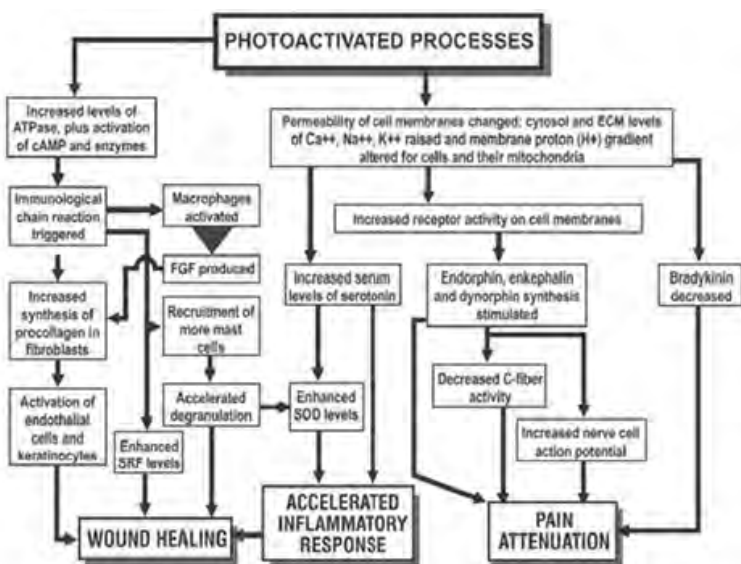 PHOTOACTIVATED PROCESSES
Increased levels of
ATPase, plus activation
of cAMP and enzymes
Permeability of cell membranes changed: cytosol and ECM levels
of Ca++, Na++, K++ raised and membrane proton (H+) gradient
altered for cells and their mitochondria
Immunological
chain reaction
triggered
Macrophages
activated
Increased receptor activity on cell membranes
FGF produced
Increased serum
levels of serotonin
Endorphin, enkephalin
and dynorphin synthesis
stimulated
Bradykinin
decreased
Increased
synthesis of
procollagen in
fibroblasts
Recruitment
of more mast
cells
Decreased C-fiber
activity
Activation of
endothelial
cells and
keratinocytes
Accelerated
degranulation
Enhanced
SOD levels
Enhanced
SRF levels
Increased nerve cell
action potential
WOUND HEALING
ACCELERATED
INFLAMMATORY
RESPONSE
PAIN
ATTENUATION